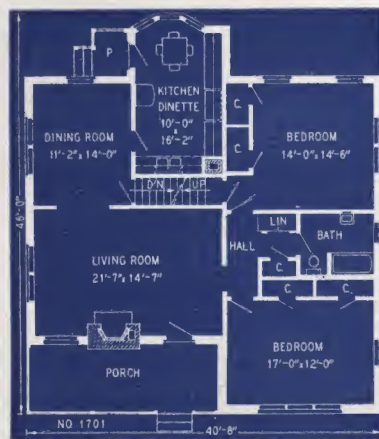 P
KITCHEN
DINETTE
10'-0"
x
16'-2"
C.
C.
DINING ROOM
11'-2" x 14'-0"
BEDROOM
14'-0" x 14'-6"
D'N
UP
46'-0"
LIN
BATH
HALL
LIVING ROOM
21'-7" x 14'-7"
C.
C.
C.
BEDROOM
17'-0" x 12'-0"
PORCH
NO 1701
40'-8"